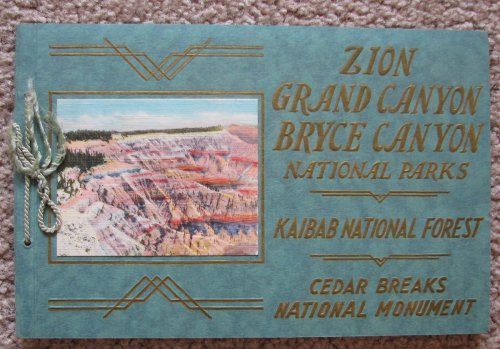 ZION
GRAND CANYON
BRYCE CANYON
NATIONAL PARKS
KAIBAB NATIONAL FOREST
CEDAR BREAKS
NATIONAL MONUMENT